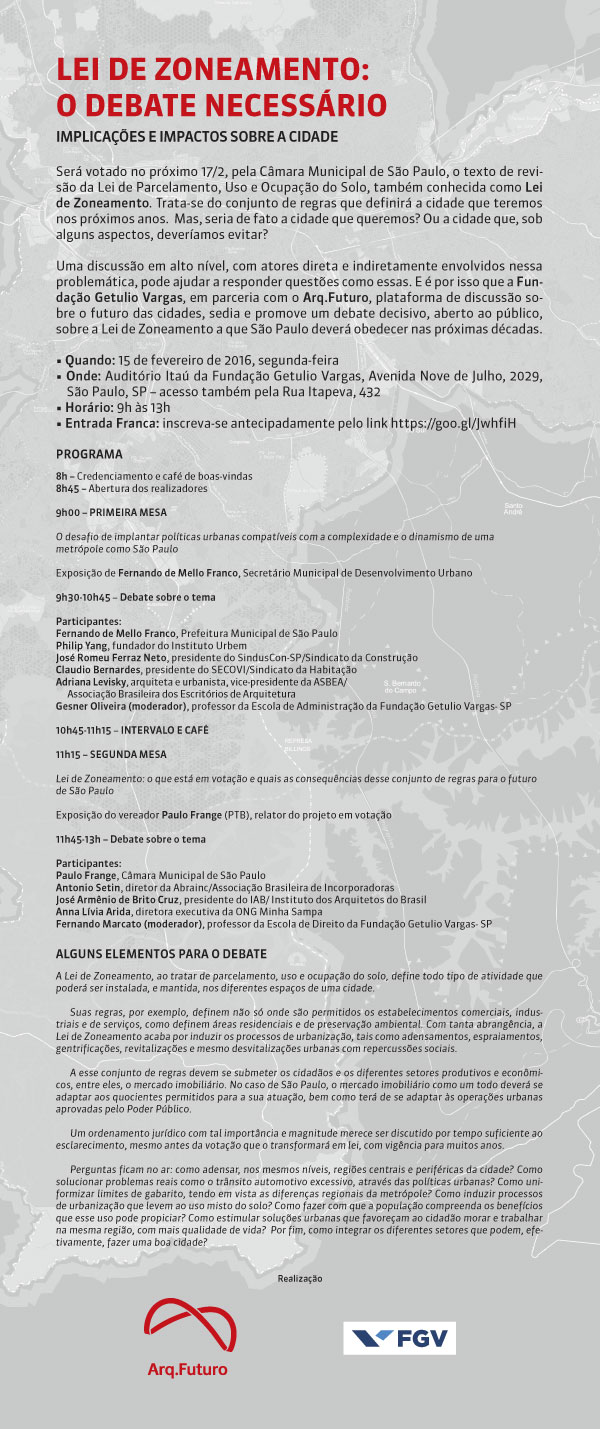 LEI DE ZONEAMENTO:
O DEBATE NECESSÁRIO
IMPLICAÇÕES E IMPACTOS SOBRE A CIDADE
Será votado no próximo 17/2, pela Câmara Municipal de São Paulo, o texto de revi-
são da Lei de Parcelamento, Uso e Ocupação do Solo, também conhecida como Lei
de Zoneamento. Trata-se do conjunto de regras que definirá a cidade que teremos
nos próximos anos. Mas, seria de fato a cidade que queremos? Ou a cidade que, sob
alguns aspectos, deveríamos evitar?
Uma discussão em alto nível, com atores direta e indiretamente envolvidos nessa
problemática, pode ajudar a responder questões como essas. E é por isso que a Fun-
dação Getulio Vargas, em parceria com o Arq.Futuro, plataforma de discussão so-
bre o futuro das cidades, sedia e promove um debate decisivo, aberto ao público,
sobre a Lei de Zoneamento a que São Paulo deverá obedecer nas próximas décadas.
▪ Quando: 15 de fevereiro de 2016, segunda-feira
▪ Onde: Auditório Itaú da Fundação Getulio Vargas, Avenida Nove de Julho, 2029,
São Paulo, SP – acesso também pela Rua Itapeva, 432
▪ Horário: 9h às 13h
▪ Entrada Franca: inscreva-se antecipadamente pelo link https://goo.gl/JwhfiH
PROGRAMA
8h – Credenciamento e café de boas-vindas
8h45 – Abertura dos realizadores
Santo
André
9h00 – PRIMEIRA MESA
O desafio de implantar políticas urbanas compatíveis com a complexidade e o dinamismo de uma
metrópole como São Paulo
Exposição de Fernando de Mello Franco, Secretário Municipal de Desenvolvimento Urbano
9h30-10h45 – Debate sobre o tema
Participantes:
Fernando de Mello Franco, Prefeitura Municipal de São Paulo
Philip Yang, fundador do Instituto Urbem
José Romeu Ferraz Neto, presidente do SindusCon-SP/Sindicato da Construção
Claudio Bernardes, presidente do SECOVI/Sindicato da Habitação
Adriana Levisky, arquiteta e urbanista, vice-presidente da ASBEA/
Associação Brasileira dos Escritórios de Arquitetura
S. Bernardo
do Campo
Gesner Oliveira (moderador), professor da Escola de Administração da Fundação Getulio Vargas- SP
10h45-11h15 – INTERVALO E CAFÉ
REPRESA
BILLINGS
11h15 – SEGUNDA MESA
Lei de Zoneamento: o que está em votação e quais as consequências desse conjunto de regras para o futuro
de São Paulo
Exposição do vereador Paulo Frange (PTB), relator do projeto em votação
11h45-13h – Debate sobre o tema
Participantes:
Paulo Frange, Câmara Municipal de São Paulo
Antonio Setin, diretor da Abrainc/Associação Brasileira de Incorporadoras
José Armênio de Brito Cruz, presidente do IAB/ Instituto dos Arquitetos do Brasil
Anna Lívia Arida, diretora executiva da ONG Minha Sampa
Fernando Marcato (moderador), professor da Escola de Direito da Fundação Getulio Vargas- SP
ALGUNS ELEMENTOS PARA O DEBATE
A Lei de Zoneamento, ao tratar de parcelamento, uso e ocupação do solo, define todo tipo de atividade que
poderá ser instalada, e mantida, nos diferentes espaços de uma cidade.
Suas regras, por exemplo, definem não só onde são permitidos os estabelecimentos comerciais, indus-
triais e de serviços, como definem áreas residenciais e de preservação ambiental. Com tanta abrangência, a
Lei de Zoneamento acaba por induzir os processos de urbanização, tais como adensamentos, espraiamentos,
gentrificações, revitalizações e mesmo desvitalizações urbanas com repercussões sociais.
A esse conjunto de regras devem se submeter os cidadãos e os diferentes setores produtivos e econômi-
cos, entre eles, o mercado imobiliário. No caso de São Paulo, o mercado imobiliário como um todo deverá se
adaptar aos quocientes permitidos para a sua atuação, bem como terá de se adaptar às operações urbanas
aprovadas pelo Poder Público.
Um ordenamento jurídico com tal importância e magnitude merece ser discutido por tempo suficiente ao
esclarecimento, mesmo antes da votação que o transformará em lei, com vigência para muitos anos.
Perguntas ficam no ar: como adensar, nos mesmos níveis, regiões centrais e periféricas da cidade? Como
solucionar problemas reais como o trânsito automotivo excessivo, através das políticas urbanas? Como uni-
formizar limites de gabarito, tendo em vista as diferenças regionais da metrópole? Como induzir processos
de urbanização que levem ao uso misto do solo? Como fazer com que a população compreenda os benefícios
que esse uso pode propiciar? Como estimular soluções urbanas que favoreçam ao cidadão morar e trabalhar
na mesma região, com mais qualidade de vida? Por fim, como integrar os diferentes setores que podem, efe-
tivamente, fazer uma boa cidade?
Realização
Arq.Futuro
FGV